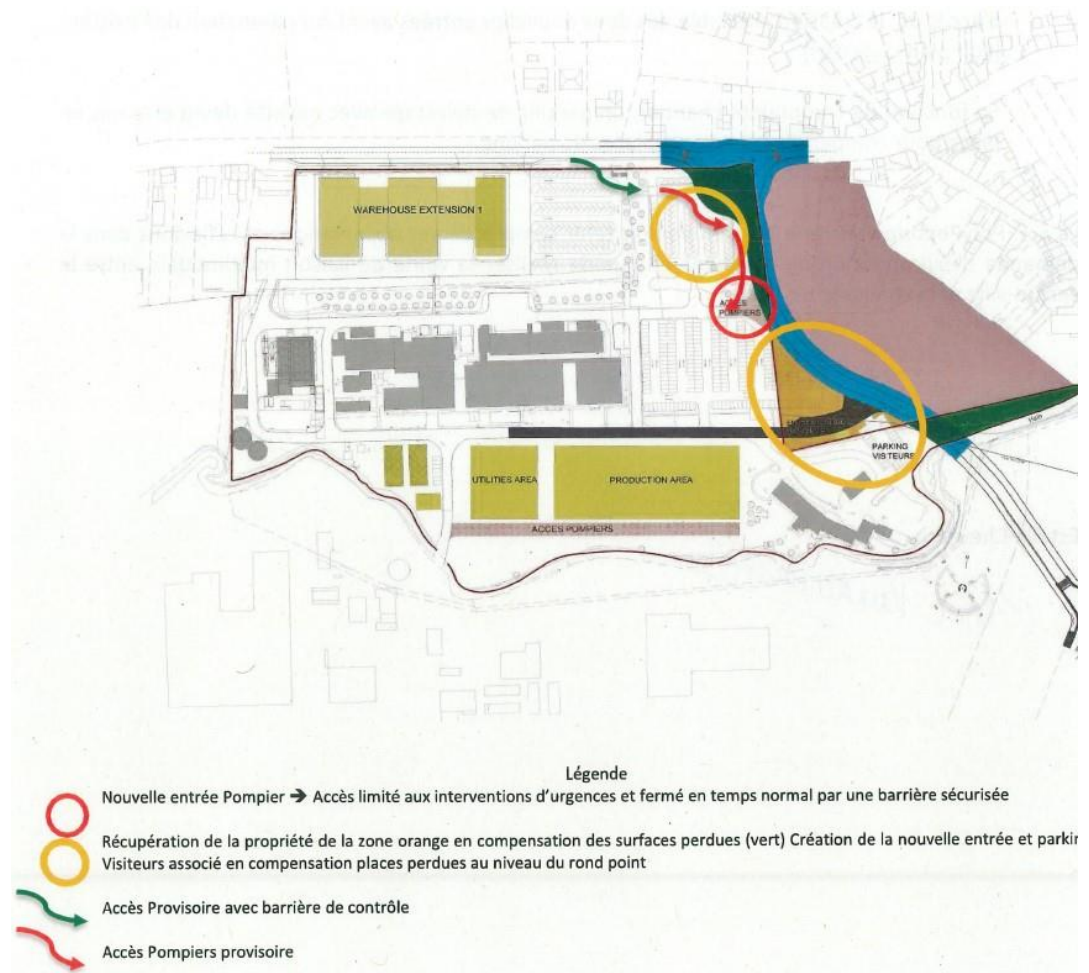 WAREHOUSE EXTENSION 1
ACCES
POMPIERS
PARKING
VISITEURS
UTILITIES AREA
PRODUCTION AREA
ACCES POMPIERS
Légende
Nouvelle entrée Pompier ➔ Accès limité aux interventions d'urgences et fermé en temps normal par une barrière sécurisée
Récupération de la propriété de la zone orange en compensation des surfaces perdues (vert) Création de la nouvelle entrée et parkin
Visiteurs associé en compensation places perdues au niveau du rond point
Accès Provisoire avec barrière de contrôle
Accès Pompiers provisoire